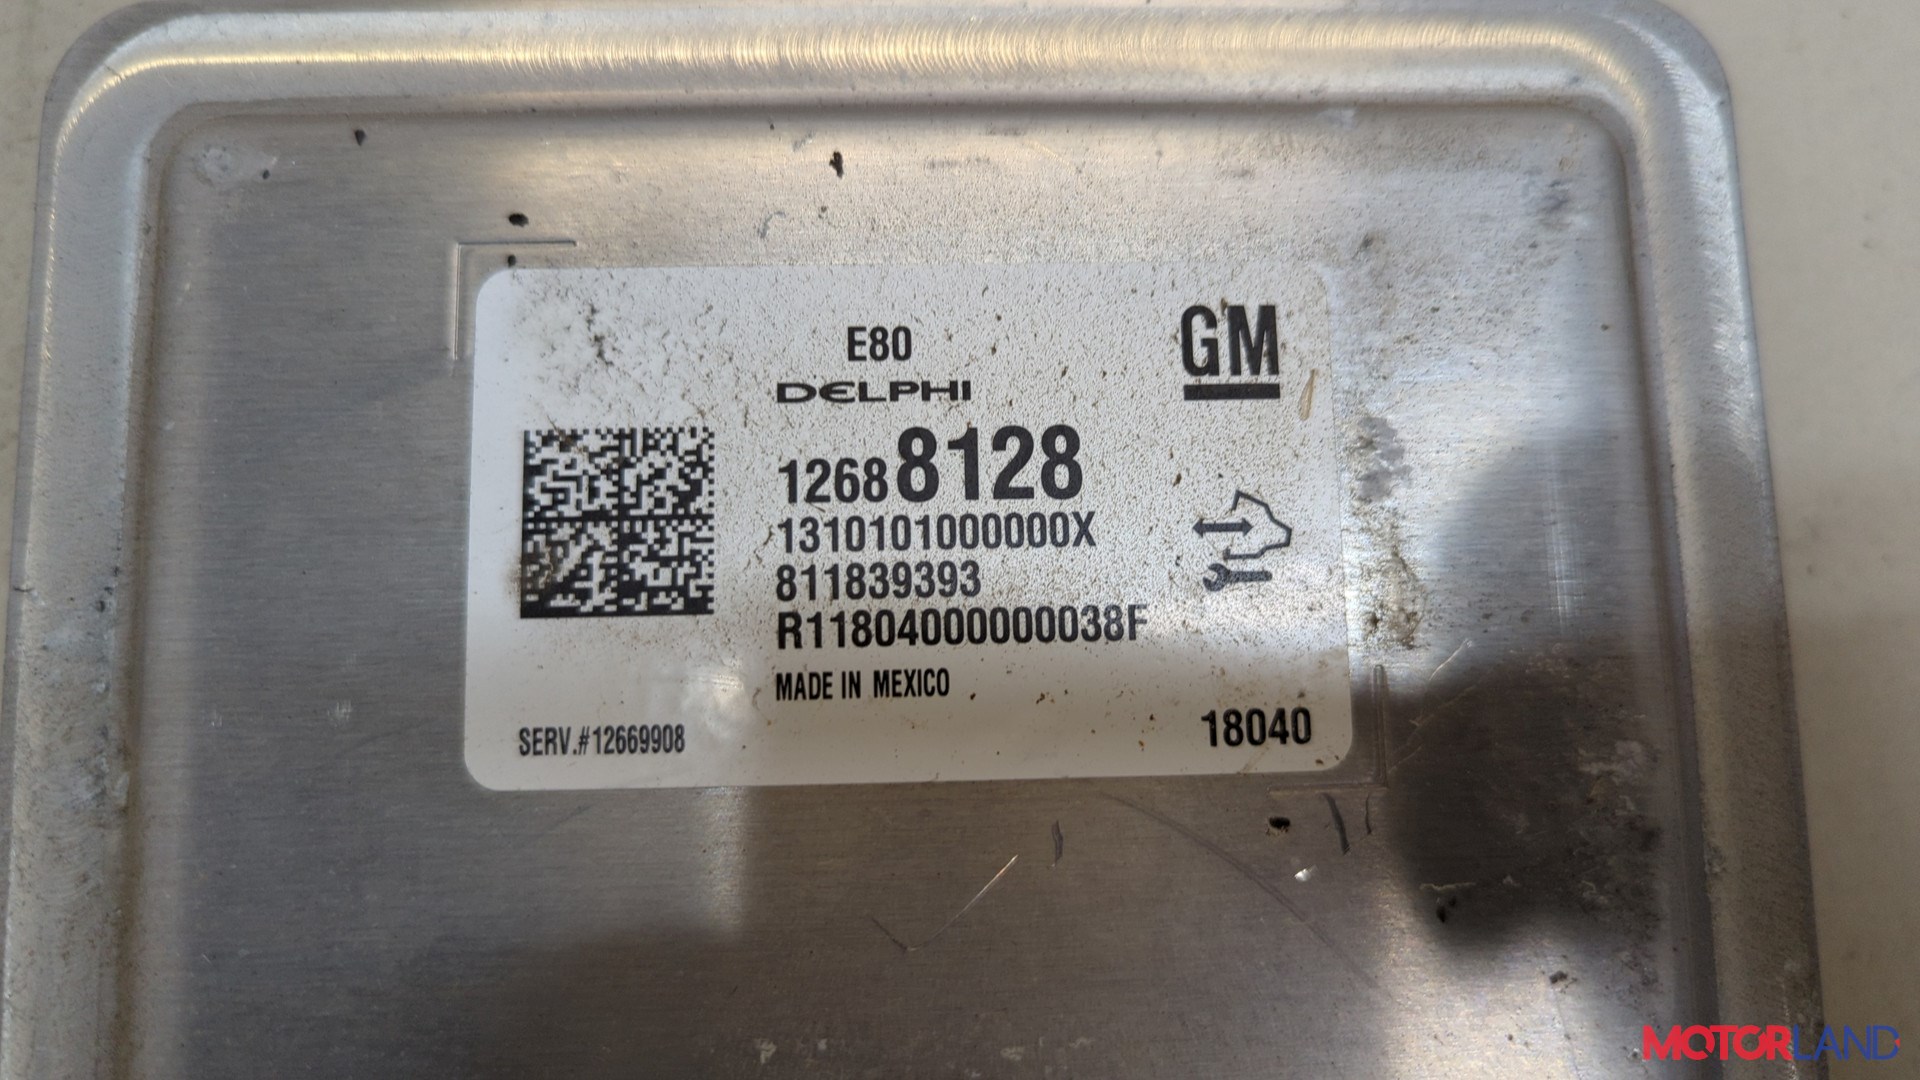 E80
GM
DELPHI
12688128
1310101000000X
811839393
R11804000000038F
MADE IN MEXICO
SERV.#12669908
18040
MOTORLAND